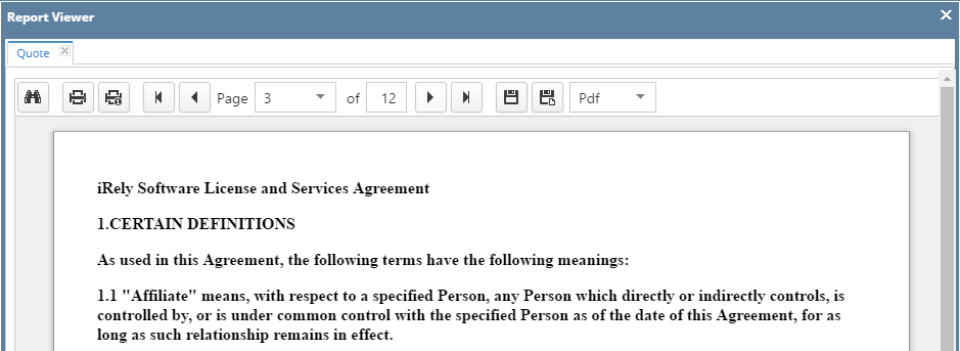 Report Viewer
Quote
Page 3 of 12 Pdf
iRely Software License and Services Agreement
1.CERTAIN DEFINITIONS
As used in this Agreement, the following terms have the following meanings:
1.1 "Affiliate" means, with respect to a specified Person, any Person which directly or indirectly controls, is
controlled by, or is under common control with the specified Person as of the date of this Agreement, for as
long as such relationship remains in effect.